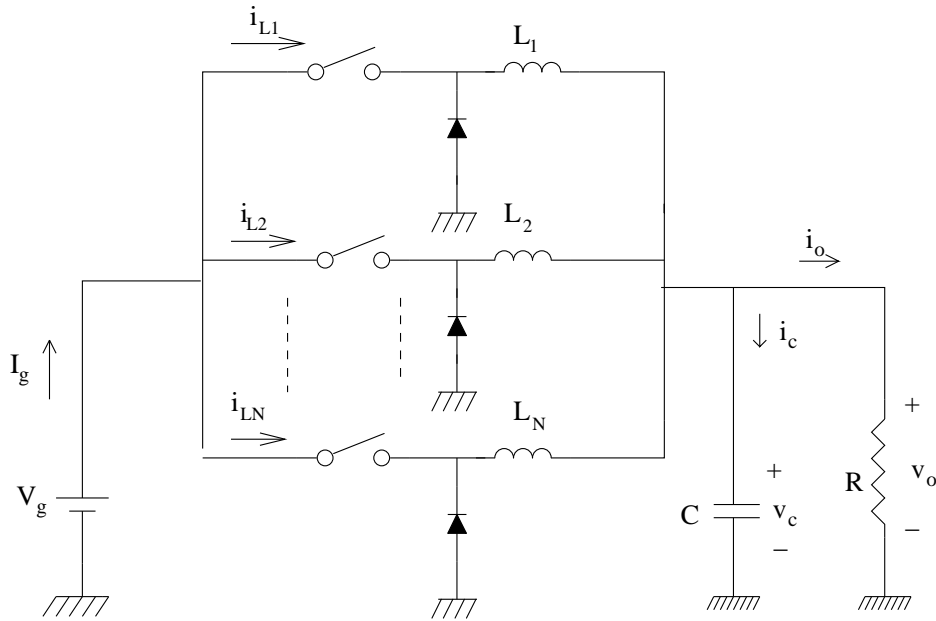 i_L1
L_1
i_L2
L_2
i_o
i_c
I_g
i_LN
L_N
V_g
C
+
v_c
−
R
+
v_o
−